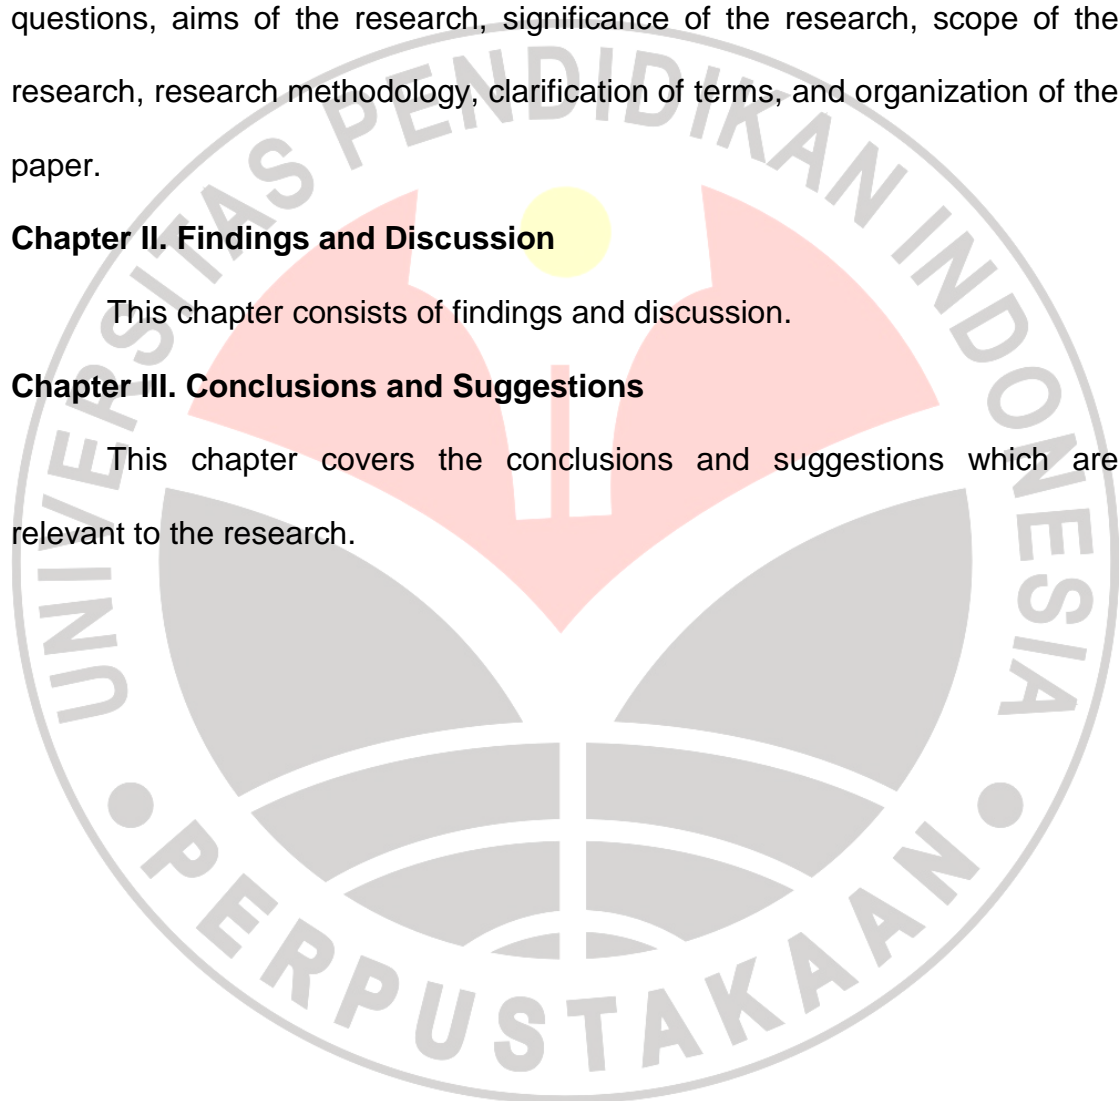 questions, aims of the research, significance of the research, scope of the
research, research methodology, clarification of terms, and organization of the
paper.
Chapter II. Findings and Discussion
This chapter consists of findings and discussion.
Chapter III. Conclusions and Suggestions
This chapter covers the conclusions and suggestions which are
relevant to the research.
UNIVERSITAS PENDIDIKAN INDONESIA
PERPUSTAKAAN